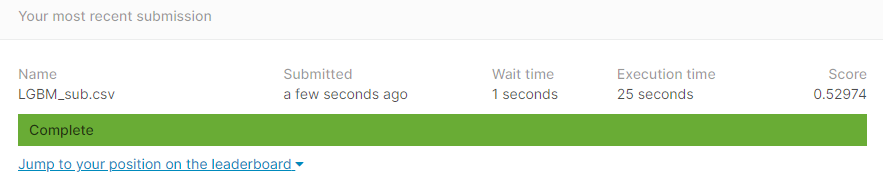 Your most recent submission
Name Submitted Wait time Execution time Score
LGBM_sub.csv a few seconds ago 1 seconds 25 seconds 0.52974
Complete
Jump to your position on the leaderboard